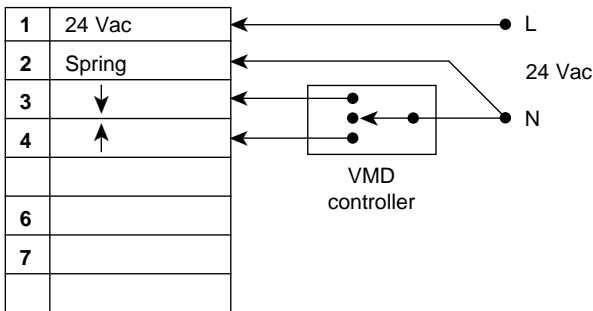 1 24 Vac
L
2 Spring
24 Vac
3 ↓
N
4 ↑
VMD
controller
6
7